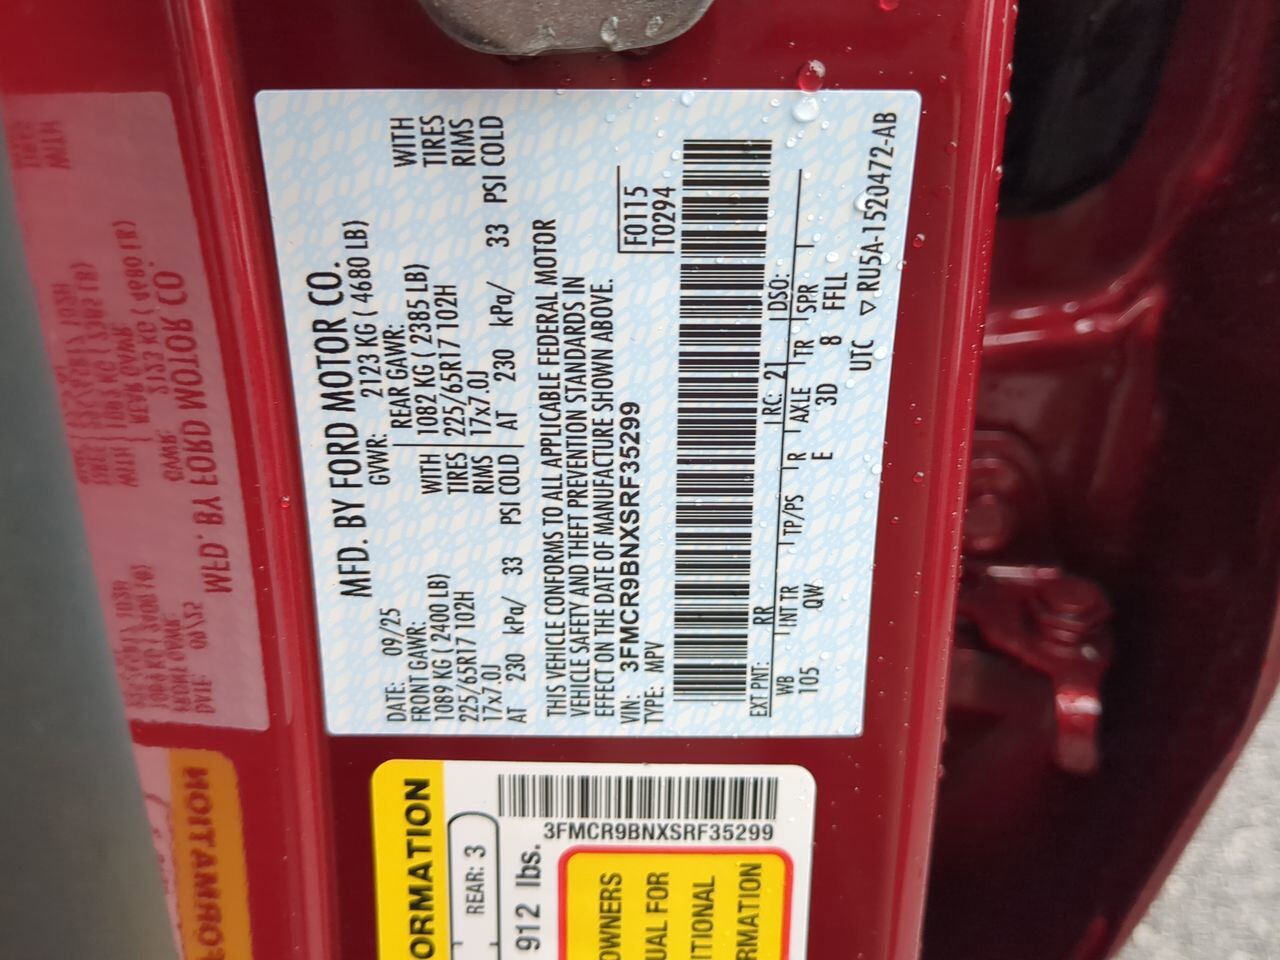 MFD. BY FORD MOTOR CO.
DATE: 09/25 GVWR: 2123 KG ( 4680 LB)
FRONT GAWR: REAR GAWR:
1089 KG ( 2400 LB) WITH 1082 KG ( 2385 LB) WITH
225/65R17 102H TIRES 225/65R17 102H TIRES
17x7.0J RIMS 17x7.0J RIMS
AT 230 kPa/ 33 PSI COLD AT 230 kPa/ 33 PSI COLD
THIS VEHICLE CONFORMS TO ALL APPLICABLE FEDERAL MOTOR
VEHICLE SAFETY AND THEFT PREVENTION STANDARDS IN
EFFECT ON THE DATE OF MANUFACTURE SHOWN ABOVE.
VIN: 3FMCR9BNXSRF35299 F0115
TYPE: MPV T0294
EXT PNT: RR RC: 21 DSO:
WB INT TR TP/PS R AXLE TR SPR
105 QW E 3D 8 FFLL
UTC ▽ RU5A-1520472-AB
ORMATION
REAR: 3
912 lbs.
3FMCR9BNXSRF35299
OWNERS
UAL FOR
ITIONAL
RMATION